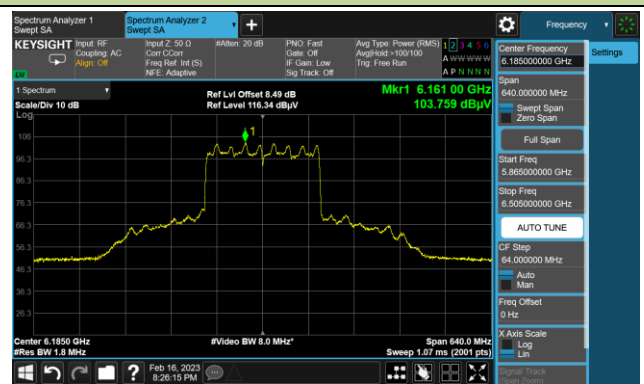 Spectrum Analyzer 1
Swept SA
Spectrum Analyzer 2
Swept SA
+
Frequency
KEYSIGHT
Input: RF
Coupling: AC
Align: Off
Input Z: 50 Ω
Corr CCorr
Freq Ref: Int (S)
NFE: Adaptive
#Atten: 20 dB
PNO: Fast
Gate: Off
IF Gain: Low
Sig Track: Off
Avg Type: Power (RMS)
Avg|Hold:>100/100
Trig: Free Run
1 2 3 4 5 6
A W W W W W
A P N N N N
LXI
1 Spectrum
Scale/Div 10 dB
Log
Ref Lvl Offset 8.49 dB
Ref Level 116.34 dBµV
Mkr1 6.161 00 GHz
103.759 dBµV
1
106
96.3
86.3
76.3
66.3
56.3
46.3
36.3
26.3
Center 6.1850 GHz
#Res BW 1.8 MHz
#Video BW 8.0 MHz*
Span 640.0 MHz
Sweep 1.07 ms (2001 pts)
Center Frequency
6.185000000 GHz
Settings
Span
640.000000 MHz
Swept Span
Zero Span
Full Span
Start Freq
5.865000000 GHz
Stop Freq
6.505000000 GHz
AUTO TUNE
CF Step
64.000000 MHz
Auto
Man
Freq Offset
0 Hz
X Axis Scale
Log
Lin
Signal Track
(Span Zoom)
?
Feb 16, 2023
8:26:15 PM